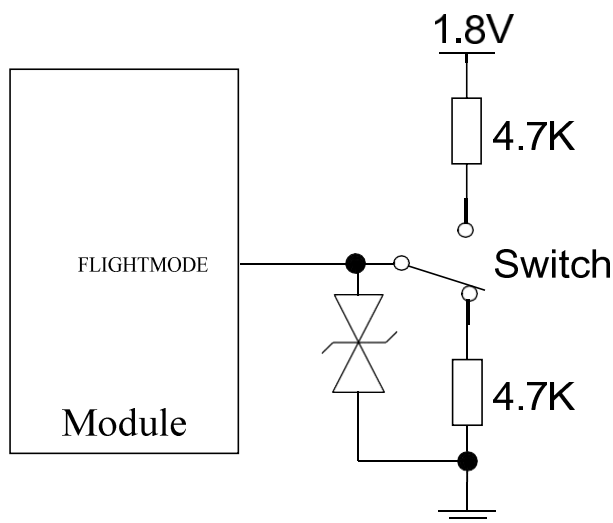 1.8V
4.7K
FLIGHTMODE
Switch
4.7K
Module